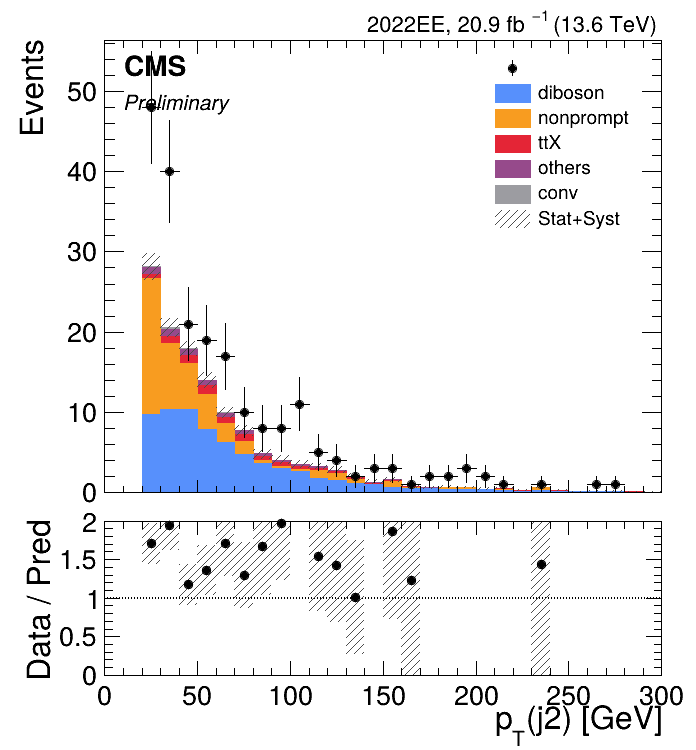 2022EE, 20.9 fb⁻¹ (13.6 TeV)
CMS
Preliminary
Events
diboson
nonprompt
ttX
others
conv
Stat+Syst
50
40
30
20
10
0
Data / Pred
2
1.5
1
0.5
0
0 50 100 150 200 250 300
p_T(j2) [GeV]